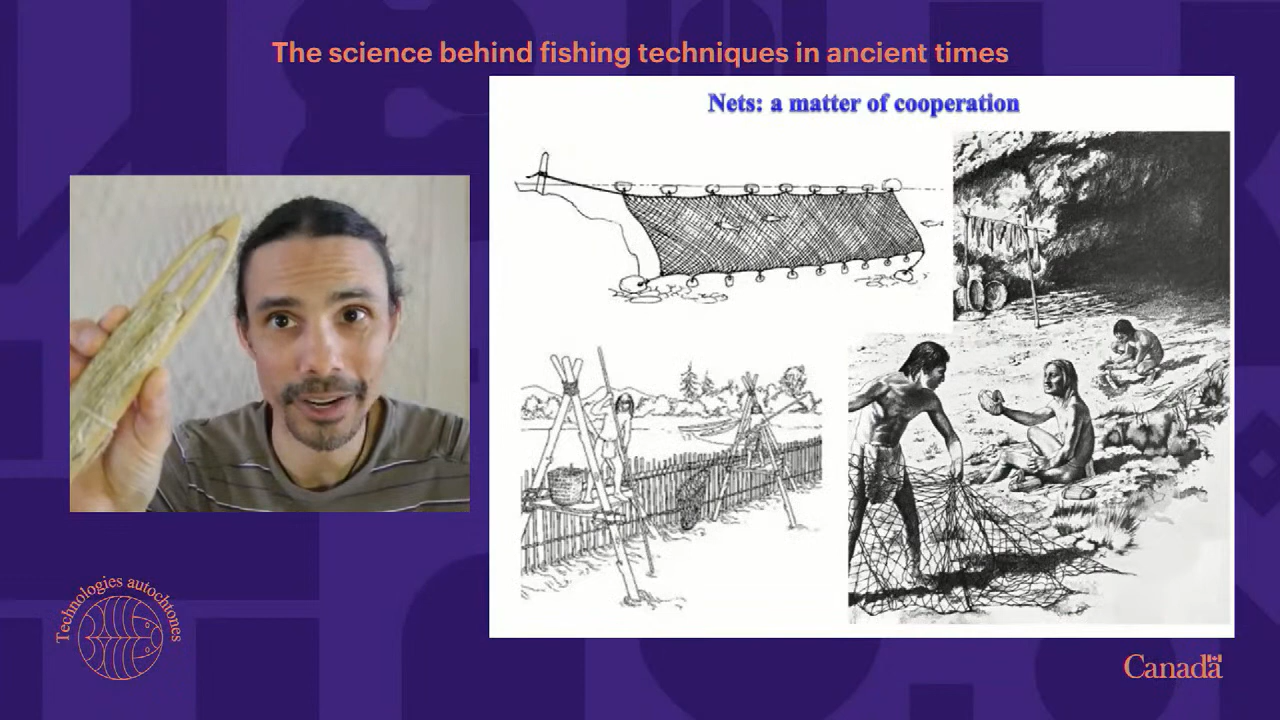 The science behind fishing techniques in ancient times
Nets: a matter of cooperation
Technologies autochtones
Canada